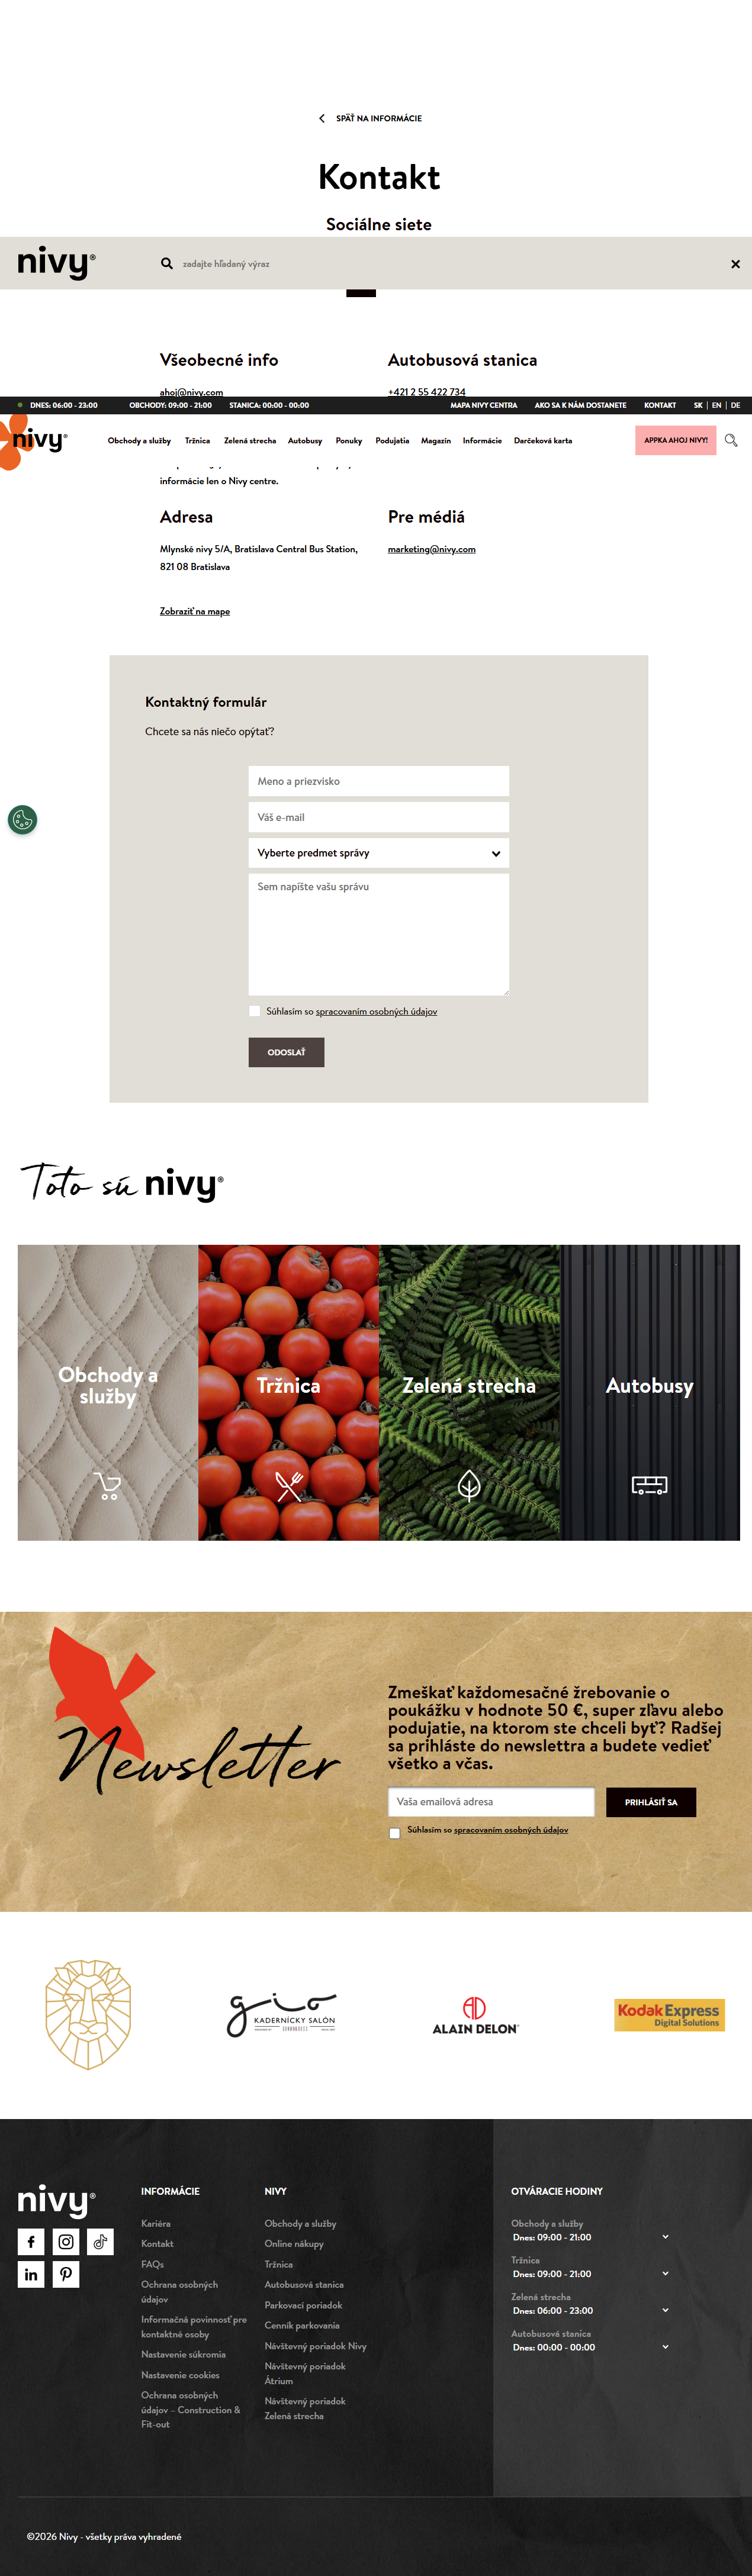 SPÄŤ NA INFORMÁCIE
Kontakt
Sociálne siete
nivy®
zadajte hľadaný výraz
Všeobecné info
ahoj@nivy.com
Autobusová stanica
+421 2 55 422 734
DNES: 06:00 - 23:00
OBCHODY: 09:00 - 21:00
STANICA: 00:00 - 00:00
MAPA NIVY CENTRA
AKO SA K NÁM DOSTANETE
KONTAKT
SK | EN | DE
nivy®
Obchody a služby
Tržnica
Zelená strecha
Autobusy
Ponuky
Podujatia
Magazín
Informácie
Darčeková karta
APPKA AHOJ NIVY!
informácie len o Nivy centre.
Adresa
Mlynské nivy 5/A, Bratislava Central Bus Station,
821 08 Bratislava
Zobraziť na mape
Pre médiá
marketing@nivy.com
Kontaktný formulár
Chcete sa nás niečo opýtať?
Meno a priezvisko
Váš e-mail
Vyberte predmet správy
Sem napíšte vašu správu
Súhlasím so spracovaním osobných údajov
ODOSLAŤ
Toto sú nivy®
Obchody a
služby
Tržnica
Zelená strecha
Autobusy
Newsletter
Zmeškať každomesačné žrebovanie o
poukážku v hodnote 50 €, super zľavu alebo
podujatie, na ktorom ste chceli byť? Radšej
sa prihláste do newslettra a budete vedieť
všetko a včas.
Vaša emailová adresa
PRIHLÁSIŤ SA
Súhlasím so spracovaním osobných údajov
gio
KADERNÍCKY SALÓN
ALAIN DELON
KodakExpress
Digital Solutions
nivy®
INFORMÁCIE
Kariéra
Kontakt
FAQs
Ochrana osobných
údajov
Informačná povinnosť pre
kontaktné osoby
Nastavenie súkromia
Nastavenie cookies
Ochrana osobných
údajov – Construction &
Fit-out
NIVY
Obchody a služby
Online nákupy
Tržnica
Autobusová stanica
Parkovací poriadok
Cenník parkovania
Návštevný poriadok Nivy
Návštevný poriadok
Átrium
Návštevný poriadok
Zelená strecha
OTVÁRACIE HODINY
Obchody a služby
Dnes: 09:00 - 21:00
Tržnica
Dnes: 09:00 - 21:00
Zelená strecha
Dnes: 06:00 - 23:00
Autobusová stanica
Dnes: 00:00 - 00:00
©2026 Nivy - všetky práva vyhradené